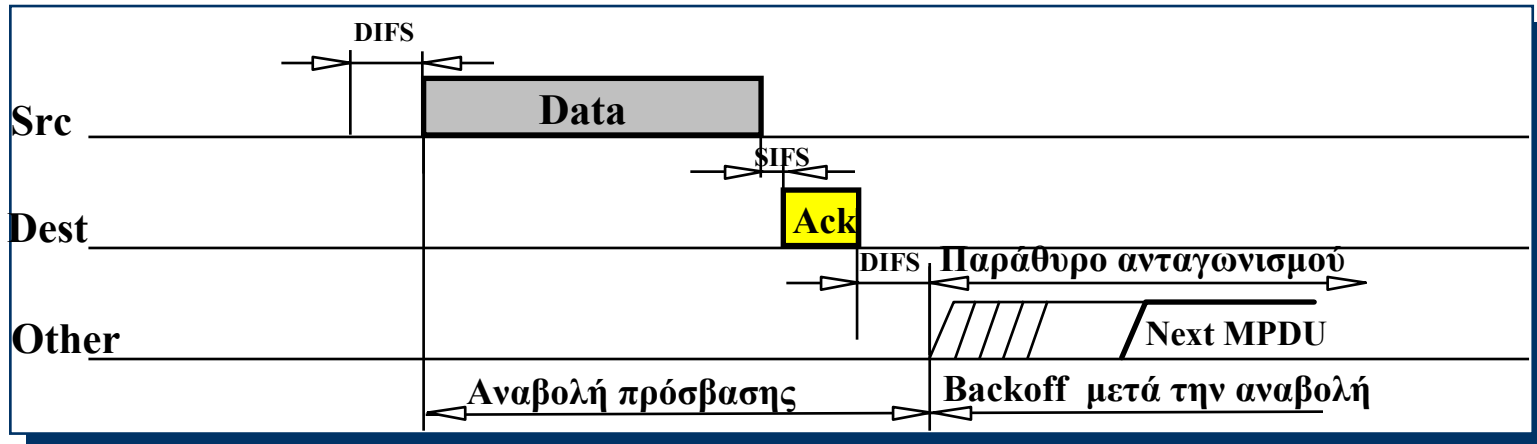 DIFS
Src
Data
SIFS
Dest
Ack
DIFS Παράθυρο ανταγωνισμού
Other
Next MPDU
Αναβολή πρόσβασης
Backoff μετά την αναβολή